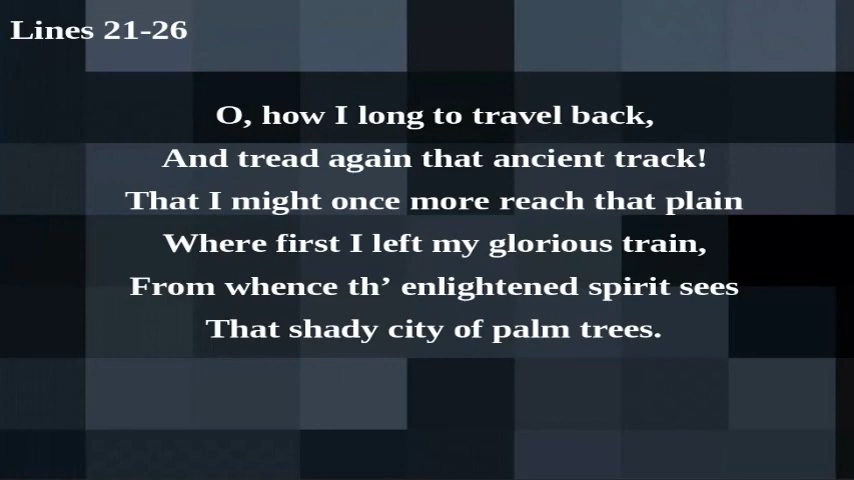 Lines 21-26
O, how I long to travel back,
And tread again that ancient track!
That I might once more reach that plain
Where first I left my glorious train,
From whence th’ enlightened spirit sees
That shady city of palm trees.